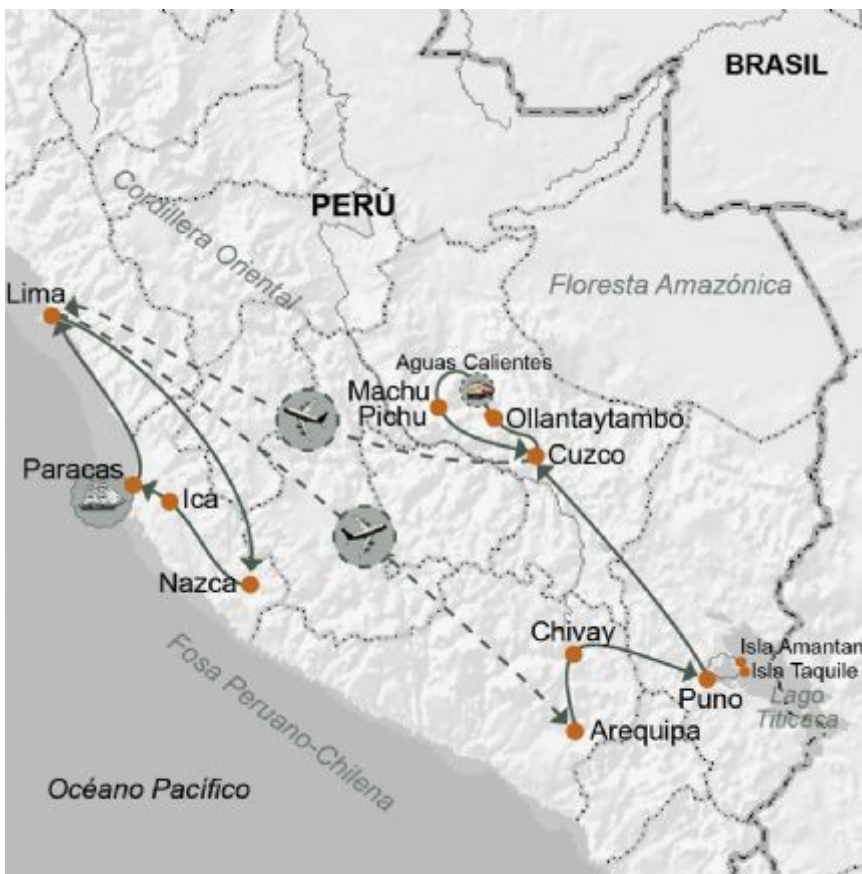 BRASIL
PERÚ
Cordillera Oriental
Floresta Amazónica
Lima
Aguas Calientes
Machu
Pichu
Ollantaytambo
Cuzco
Paracas
Ica
Nazca
Chivay
Isla Amantan
Isla Taquile
Puno
Lago
Titicaca
Arequipa
Fosa Peruano-Chilena
Océano Pacífico